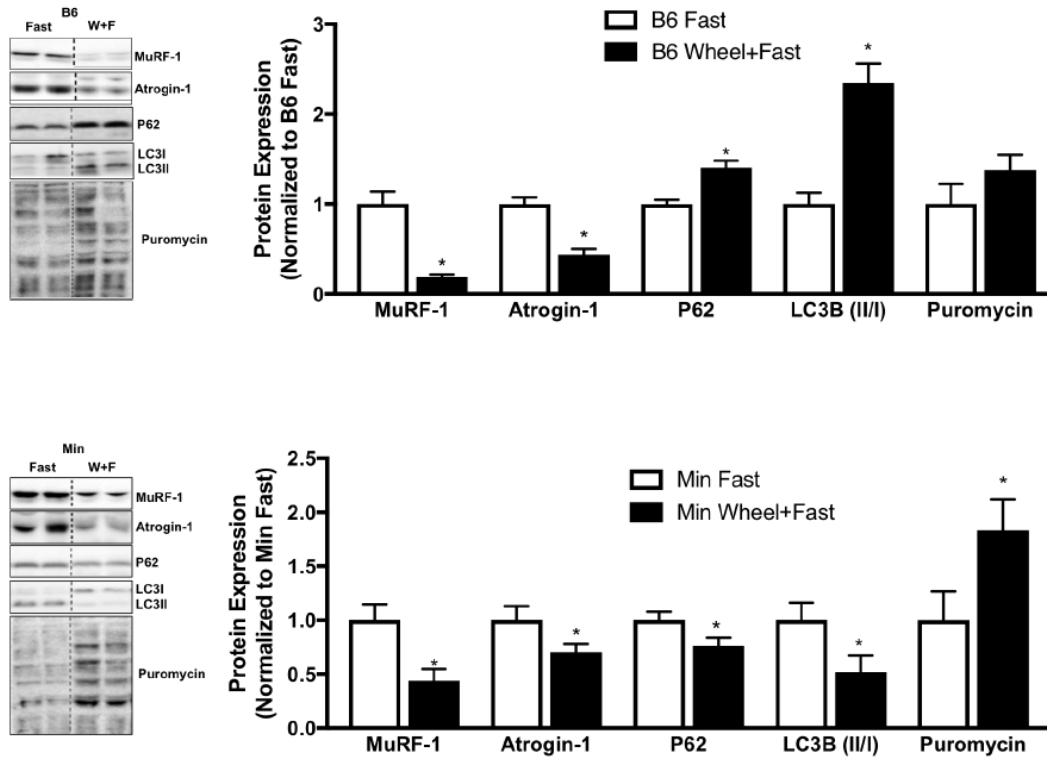 B6
Fast W+F
MuRF-1
Atrogin-1
P62
LC3I
LC3II
Puromycin
Protein Expression
(Normalized to B6 Fast)
3
2
1
0
B6 Fast
B6 Wheel+Fast
* * * *
MuRF-1 Atrogin-1 P62 LC3B (II/I) Puromycin
Min
Fast W+F
MuRF-1
Atrogin-1
P62
LC3I
LC3II
Puromycin
Protein Expression
(Normalized to Min Fast)
2.5
2.0
1.5
1.0
0.5
0.0
Min Fast
Min Wheel+Fast
* * * * *
MuRF-1 Atrogin-1 P62 LC3B (II/I) Puromycin